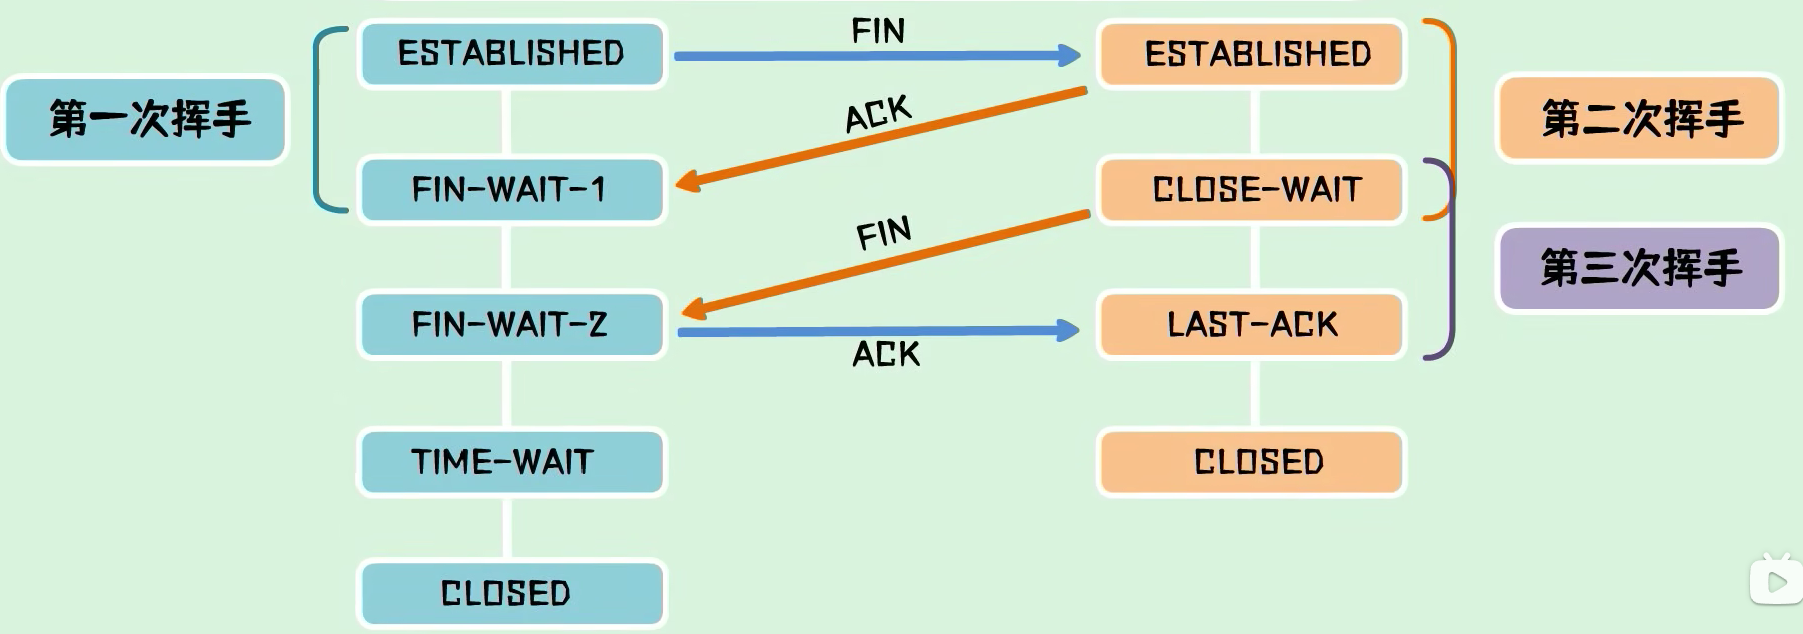 FIN
ESTABLISHED
ESTABLISHED
第一次挥手
ACK
第二次挥手
FIN-WAIT-1
CLOSE-WAIT
FIN
第三次挥手
FIN-WAIT-2
LAST-ACK
ACK
TIME-WAIT
CLOSED
CLOSED